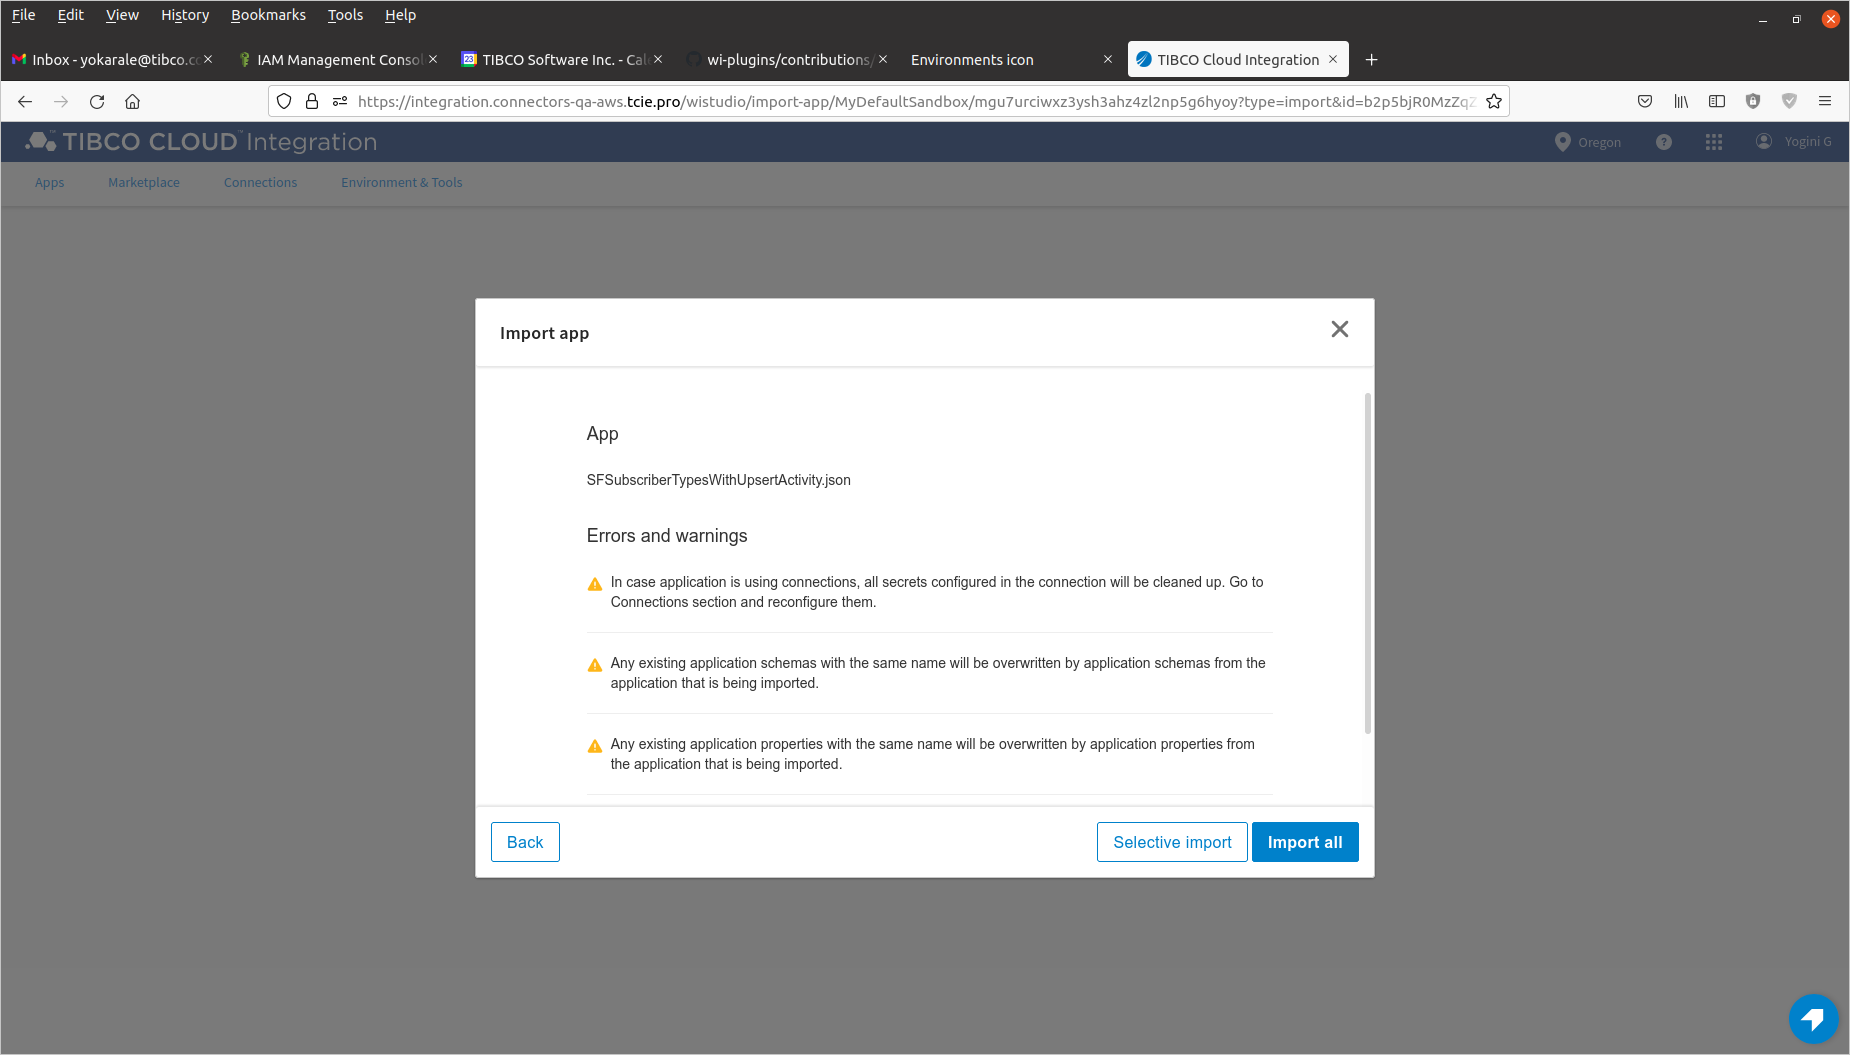 File Edit View History Bookmarks Tools Help
Inbox - yokarale@tibco.c
IAM Management Consol
TIBCO Software Inc. - Cal
wi-plugins/contributions/
Environments icon
TIBCO Cloud Integration
https://integration.connectors-qa-aws.tcie.pro/wistudio/import-app/MyDefaultSandbox/mgu7urciwxz3ysh3ahz4zl2np5g6hyoy?type=import&id=b2p5bjR0MzZqZ
TIBCO CLOUD™ Integration
Oregon
Yogini G
Apps Marketplace Connections Environment & Tools
Import app
App
SFSubscriberTypesWithUpsertActivity.json
Errors and warnings
In case application is using connections, all secrets configured in the connection will be cleaned up. Go to
Connections section and reconfigure them.
Any existing application schemas with the same name will be overwritten by application schemas from the
application that is being imported.
Any existing application properties with the same name will be overwritten by application properties from
the application that is being imported.
Back
Selective import
Import all